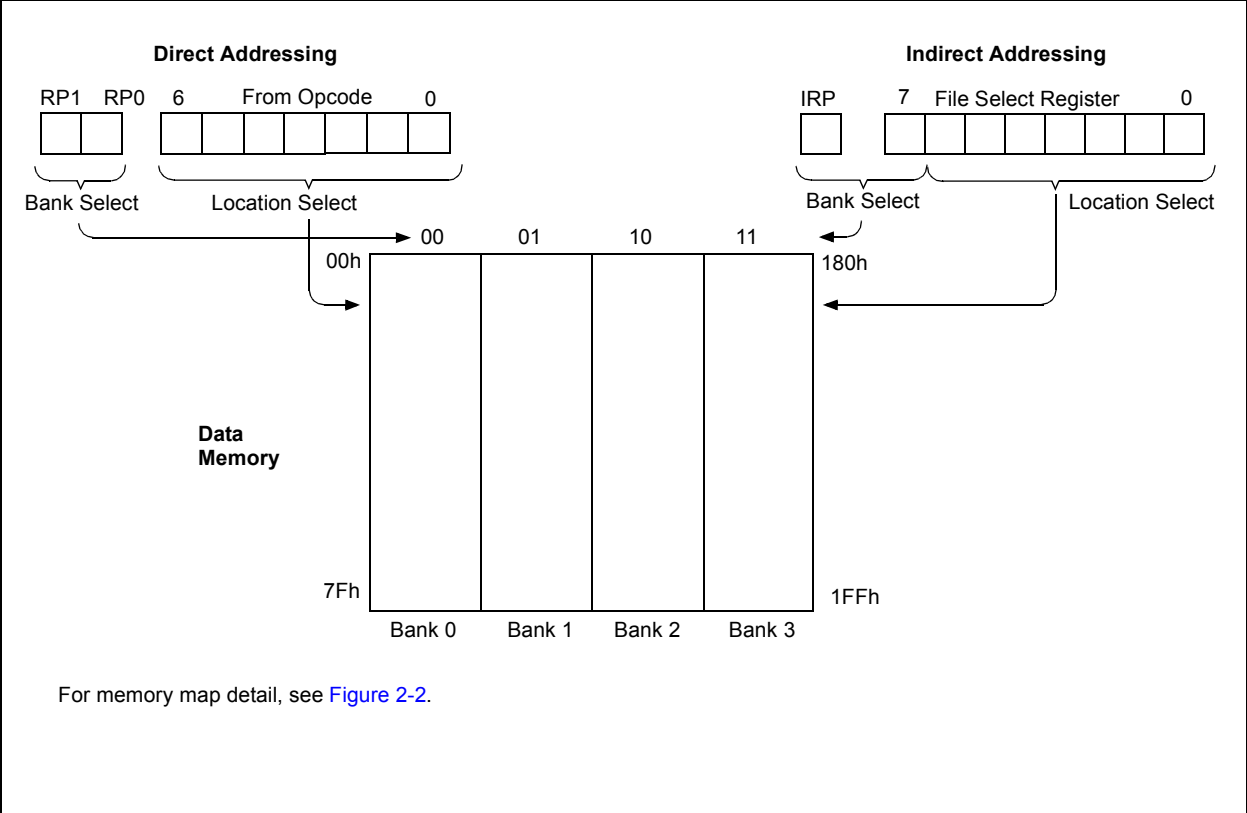 Direct Addressing
Indirect Addressing
RP1 RP0 6 From Opcode 0
IRP 7 File Select Register 0
Bank Select Location Select
Bank Select Location Select
00 01 10 11
00h
180h
Data
Memory
7Fh
1FFh
Bank 0 Bank 1 Bank 2 Bank 3
For memory map detail, see Figure 2-2.